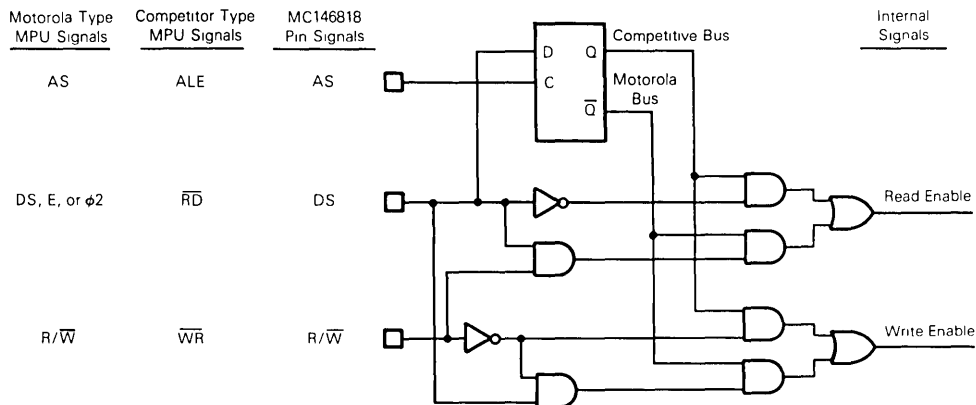 Motorola Type
MPU Signals
Competitor Type
MPU Signals
MC146818
Pin Signals
Internal
Signals
AS
ALE
AS
D
Q
C
Q̅
Competitive Bus
Motorola
Bus
DS, E, or ϕ2
R̅D̅
DS
Read Enable
R/W̅
W̅R̅
R/W̅
Write Enable